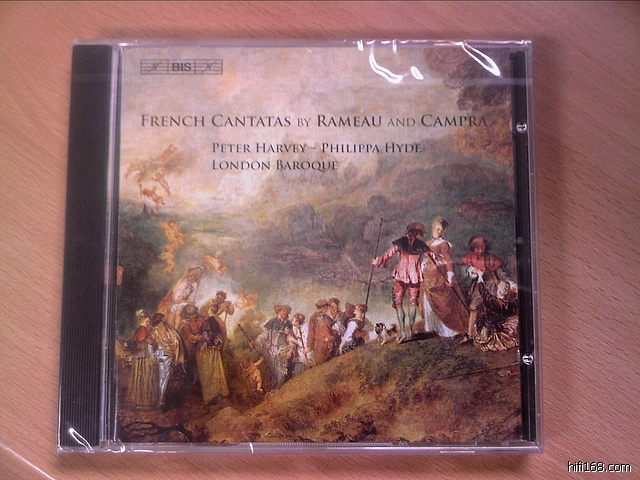 BIS
FRENCH CANTATAS BY RAMEAU AND CAMPRA
PETER HARVEY – PHILIPPA HYDE
LONDON BAROQUE
hifi168.com